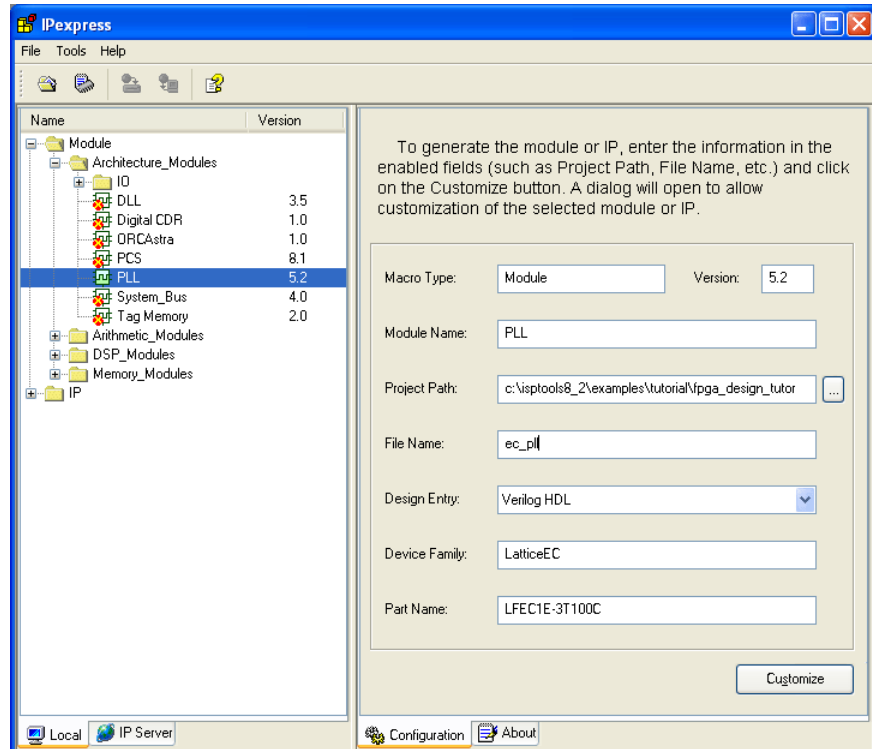 IPexpress
File Tools Help
Name Version
Module
Architecture_Modules
IO
DLL 3.5
Digital CDR 1.0
ORCAstra 1.0
PCS 8.1
PLL 5.2
System_Bus 4.0
Tag Memory 2.0
Arithmetic_Modules
DSP_Modules
Memory_Modules
IP
Local IP Server
To generate the module or IP, enter the information in the
enabled fields (such as Project Path, File Name, etc.) and click
on the Customize button. A dialog will open to allow
customization of the selected module or IP.
Macro Type: Module Version: 5.2
Module Name: PLL
Project Path: c:\isptools8_2\examples\tutorial\fpga_design_tutor ...
File Name: ec_pll
Design Entry: Verilog HDL
Device Family: LatticeEC
Part Name: LFEC1E-3T100C
Customize
Configuration About